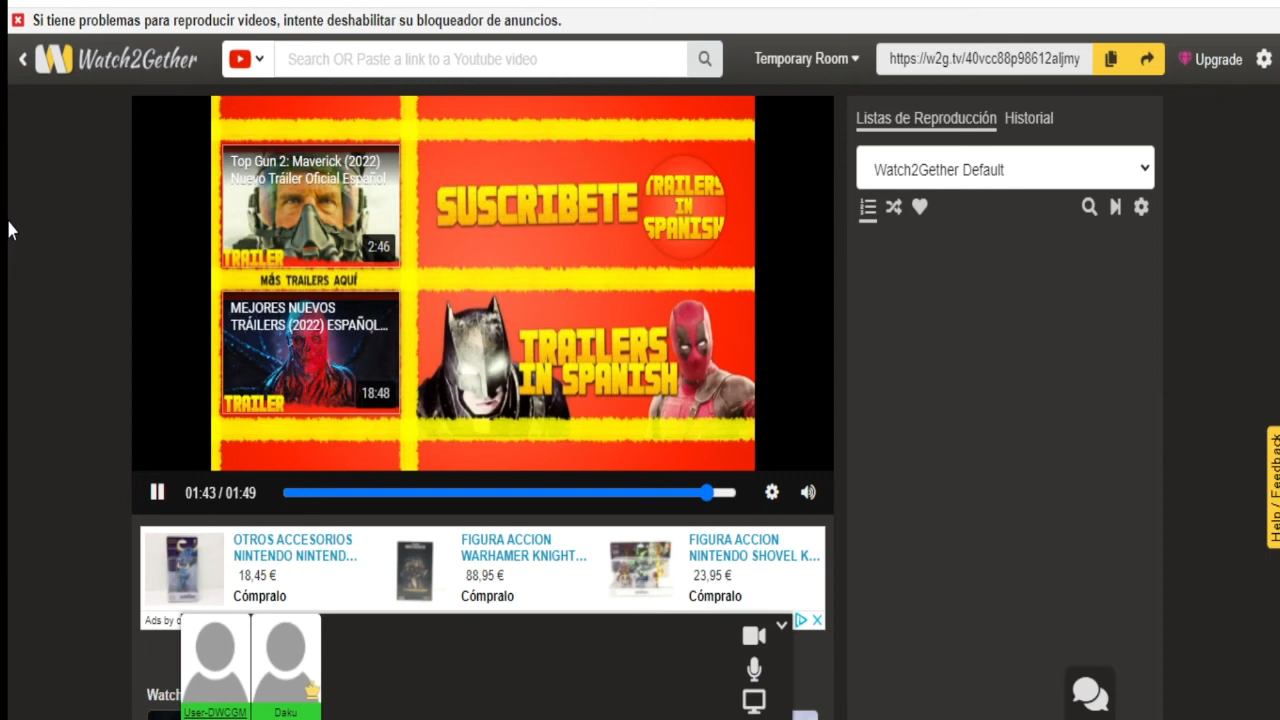 Si tiene problemas para reproducir videos, intente deshabilitar su bloqueador de anuncios.
Watch2Gether
Search OR Paste a link to a Youtube video
Temporary Room
https://w2g.tv/40vcc88p98612aljmy
Upgrade
Top Gun 2: Maverick (2022)
Nuevo Tráiler Oficial Español
2:46
TRAILER
MáS TRAILERS AQUÍ
MEJORES NUEVOS
TRÁILERS (2022) ESPAÑOL...
18:48
TRAILER
SUSCRIBETE
TRAILERS
IN
SPANISH
TRAILERS
IN SPANISH
01:43 / 01:49
Listas de Reproducción
Historial
Watch2Gether Default
Help / Feedback
OTROS ACCESORIOS
NINTENDO NINTEND...
18,45 €
Cómpralo
FIGURA ACCION
WARHAMER KNIGHT...
88,95 €
Cómpralo
FIGURA ACCION
NINTENDO SHOVEL K...
23,95 €
Cómpralo
Ads by
Watch
User-DWCGM
Daku